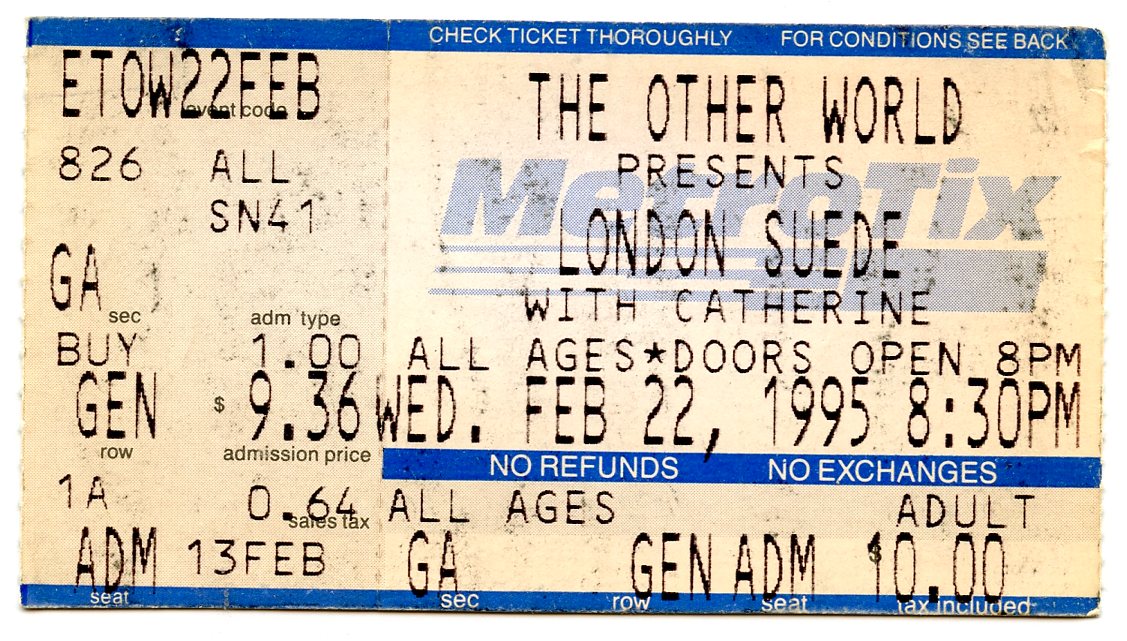 CHECK TICKET THOROUGHLY FOR CONDITIONS SEE BACK
ETOW22FEB
event code
826 ALL
SN41
GA
sec adm type
BUY 1.00
GEN $ 9.36
row admission price
1A 0.64
sales tax
ADM 13FEB
seat
THE OTHER WORLD
PRESENTS
MetroTix
LONDON SUEDE
WITH CATHERINE
ALL AGES★DOORS OPEN 8PM
WED. FEB 22, 1995 8:30PM
NO REFUNDS NO EXCHANGES
ALL AGES ADULT
GA GEN ADM $10.00
sec row seat tax included